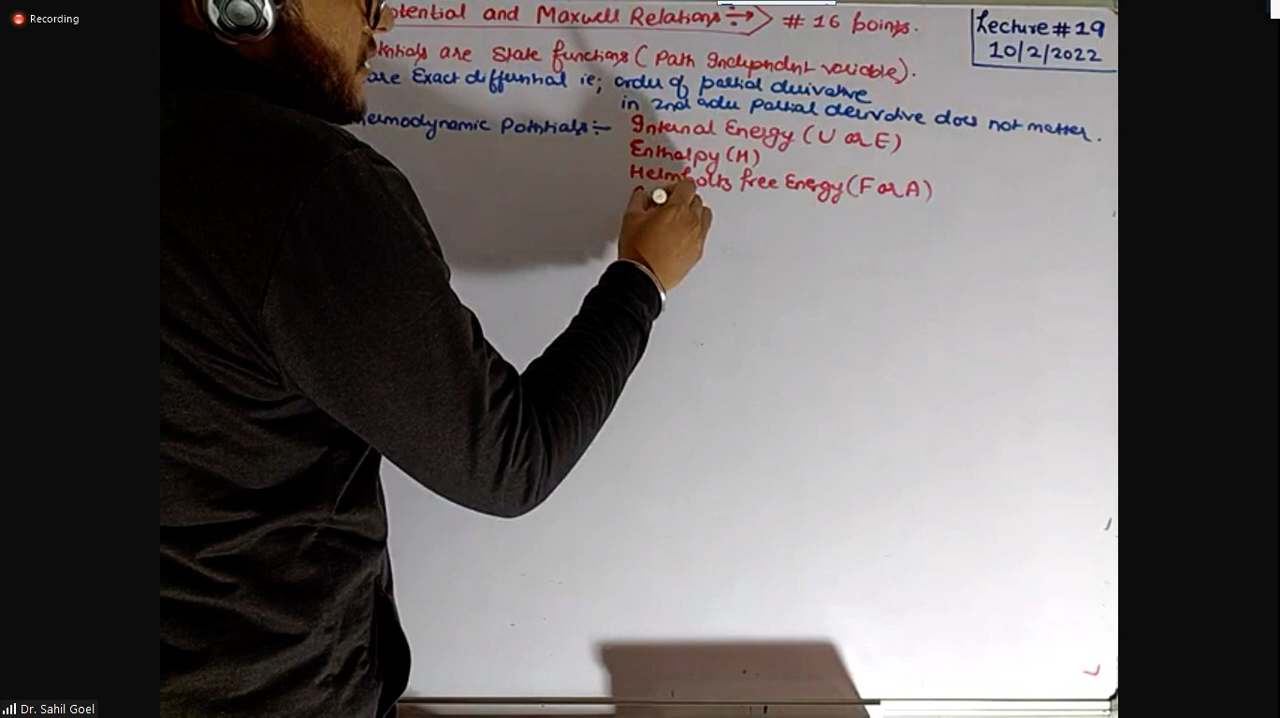 Recording
otential and Maxwell Relations ÷→ # 16 points.
Lecture # 19
10/2/2022
ntials are State functions ( Path Independent variable).
are Exact differential ie; order of partial derivative
in 2nd order Partial derivative does not matter.
hermodynamic Potentials :-
Internal Energy (U or E)
Enthalpy (H)
Helmholts free Energy (F or A)
Dr. Sahil Goel